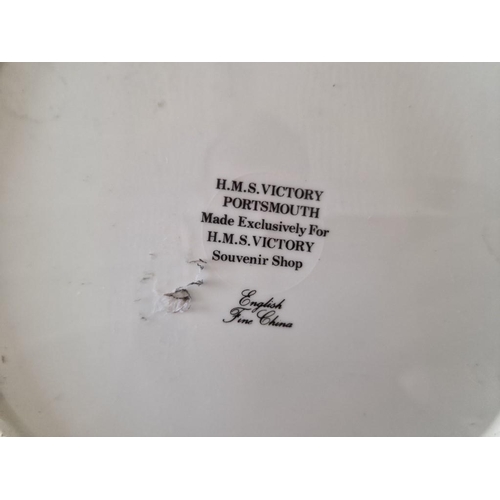 H.M.S. VICTORY
PORTSMOUTH
Made Exclusively For
H.M.S. VICTORY
Souvenir Shop
English
Fine China